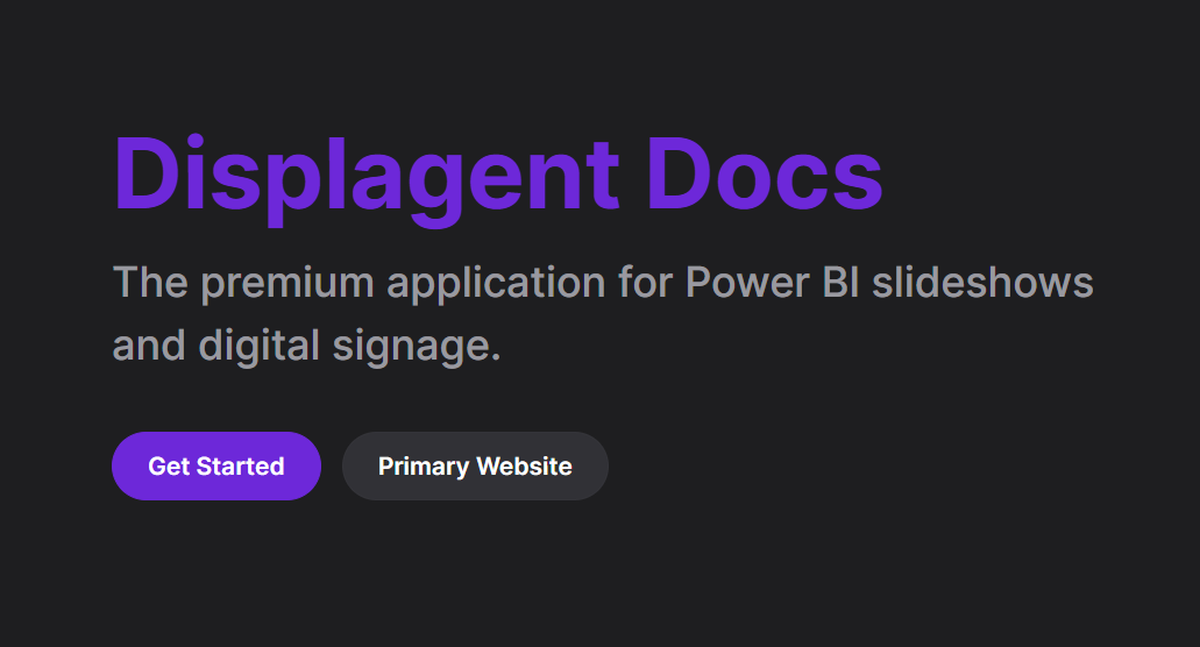 Displagent Docs
The premium application for Power BI slideshows
and digital signage.
Get Started
Primary Website